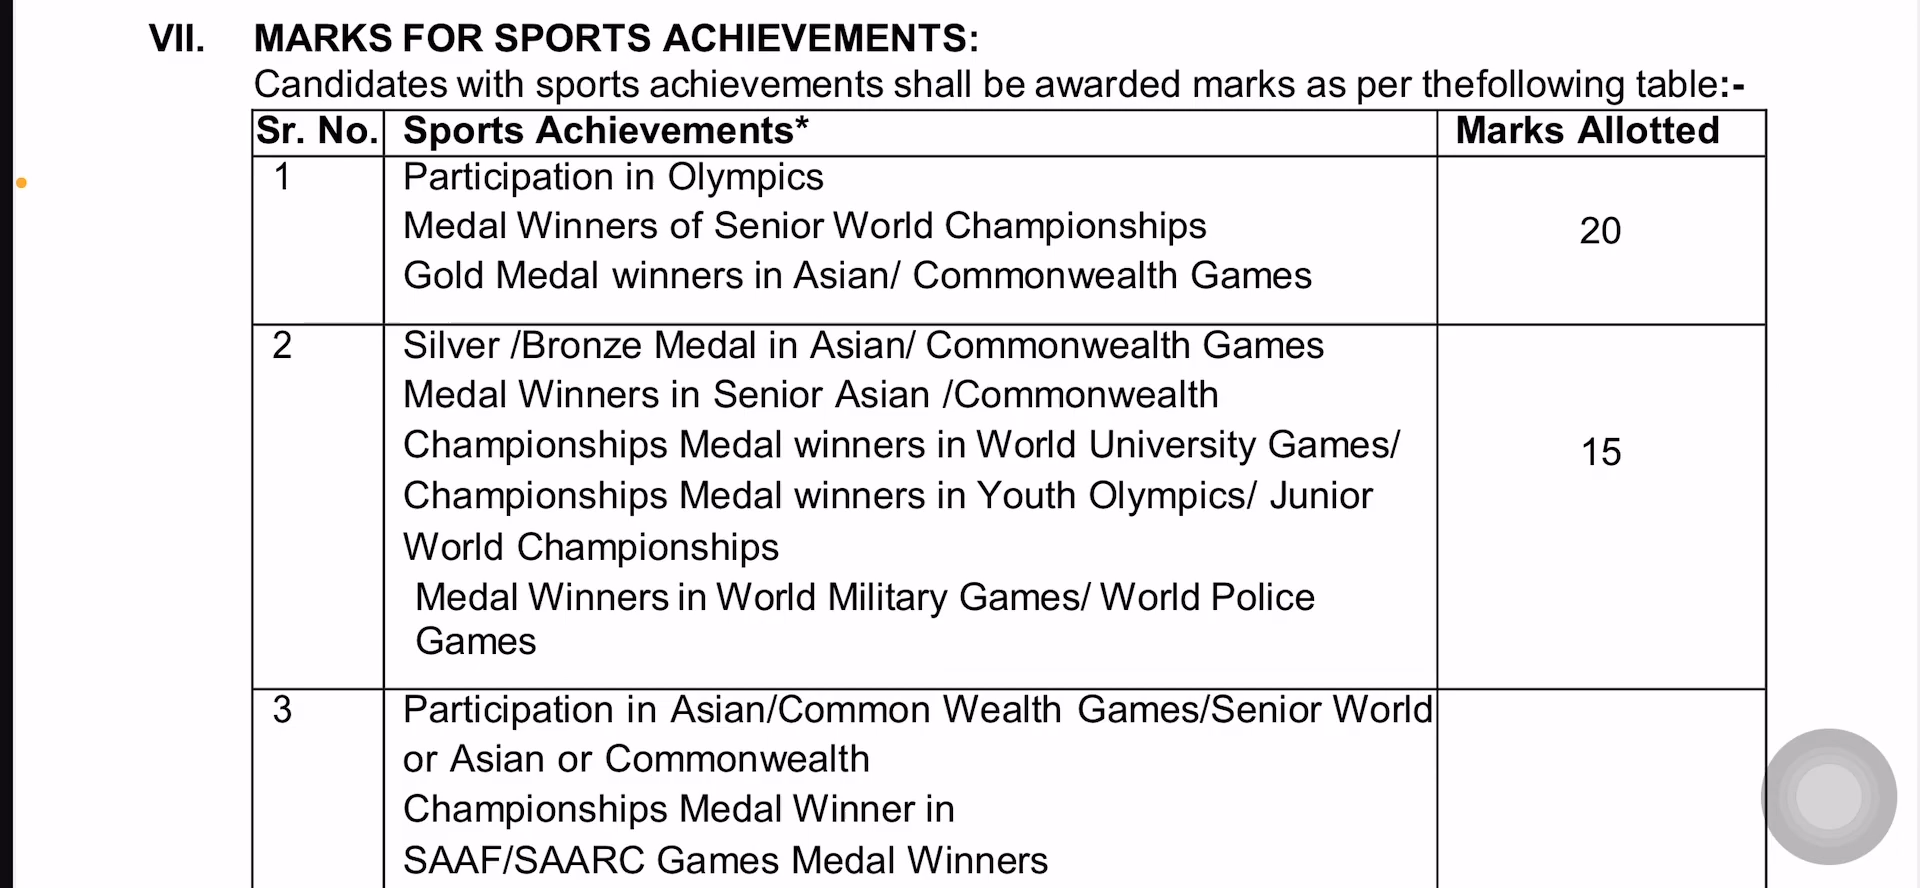 VII. MARKS FOR SPORTS ACHIEVEMENTS:
Candidates with sports achievements shall be awarded marks as per thefollowing table:-
Sr. No. Sports Achievements* Marks Allotted
1 Participation in Olympics
Medal Winners of Senior World Championships
20
Gold Medal winners in Asian/ Commonwealth Games
2 Silver /Bronze Medal in Asian/ Commonwealth Games
Medal Winners in Senior Asian /Commonwealth
Championships Medal winners in World University Games/
15
Championships Medal winners in Youth Olympics/ Junior
World Championships
Medal Winners in World Military Games/ World Police
Games
3 Participation in Asian/Common Wealth Games/Senior World
or Asian or Commonwealth
Championships Medal Winner in
SAAF/SAARC Games Medal Winners